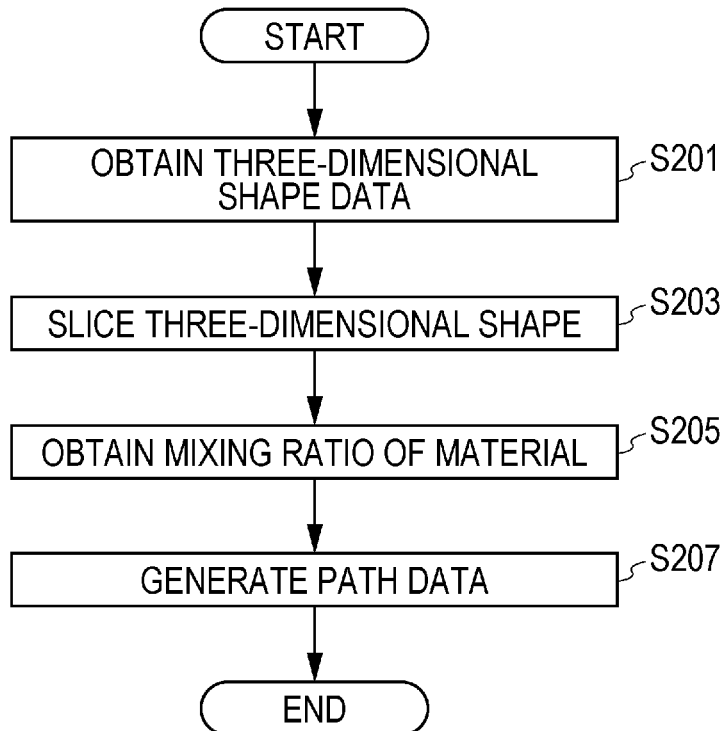 START
OBTAIN THREE-DIMENSIONAL
SHAPE DATA
S201
SLICE THREE-DIMENSIONAL SHAPE
S203
OBTAIN MIXING RATIO OF MATERIAL
S205
GENERATE PATH DATA
S207
END